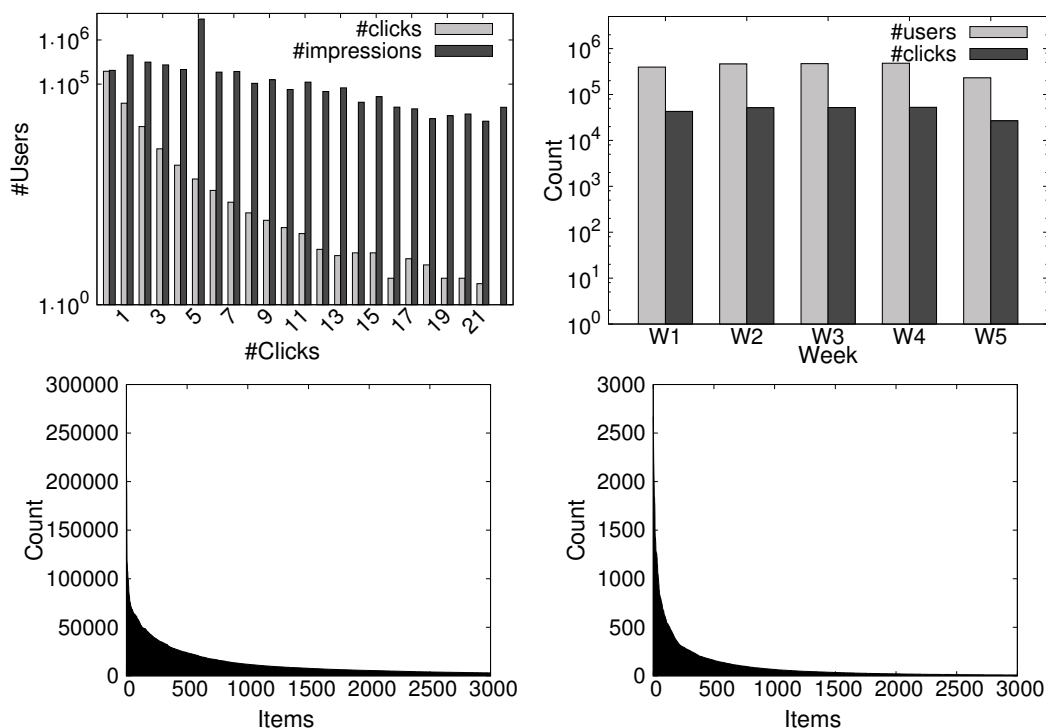 #clicks
#impressions
1·10^6
1·10^5
1·10^0
#Users
1 3 5 7 9 11 13 15 17 19 21
#Clicks
#users
#clicks
10^6
10^5
10^4
10^3
10^2
10^1
10^0
Count
W1 W2 W3 W4 W5
Week
300000
250000
200000
150000
100000
50000
0
Count
0 500 1000 1500 2000 2500 3000
Items
3000
2500
2000
1500
1000
500
0
Count
0 500 1000 1500 2000 2500 3000
Items